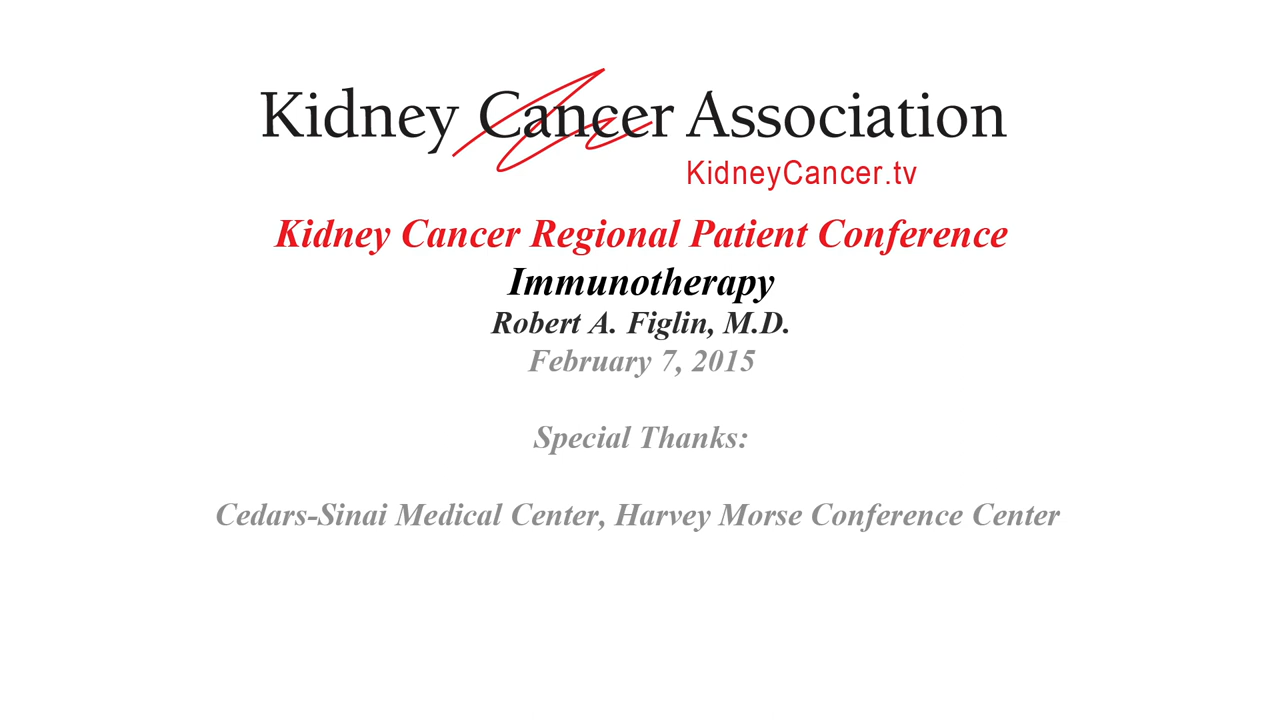 Kidney Cancer Association
KidneyCancer.tv
Kidney Cancer Regional Patient Conference
Immunotherapy
Robert A. Figlin, M.D.
February 7, 2015
Special Thanks:
Cedars-Sinai Medical Center, Harvey Morse Conference Center